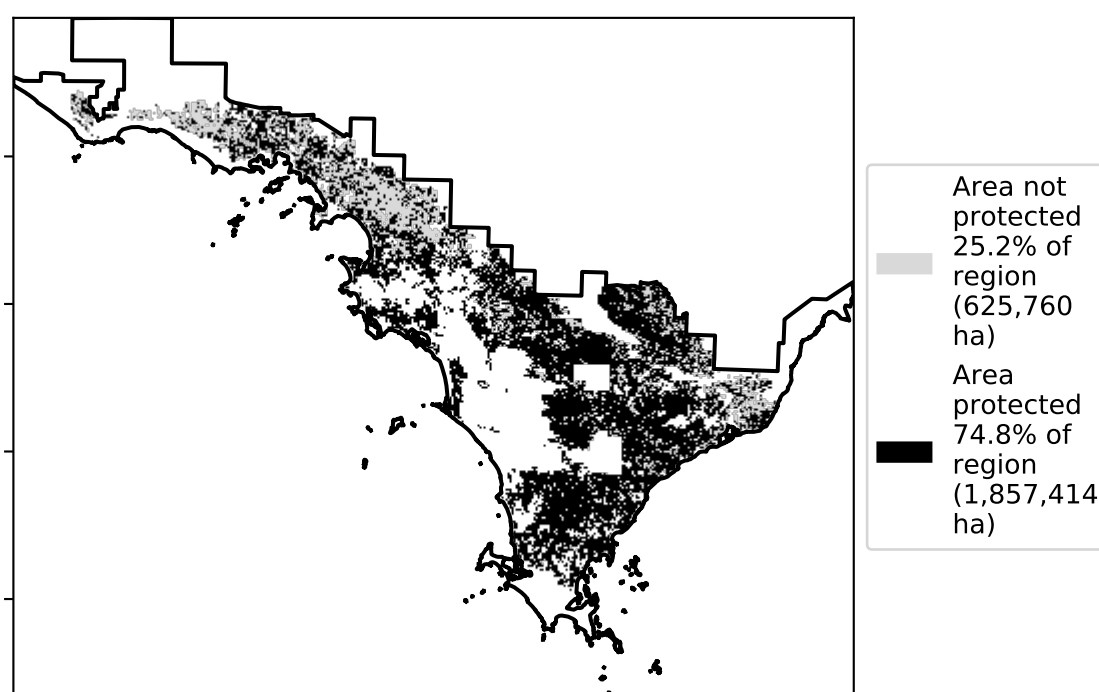 Area not
protected
25.2% of
region
(625,760
ha)
Area
protected
74.8% of
region
(1,857,414
ha)